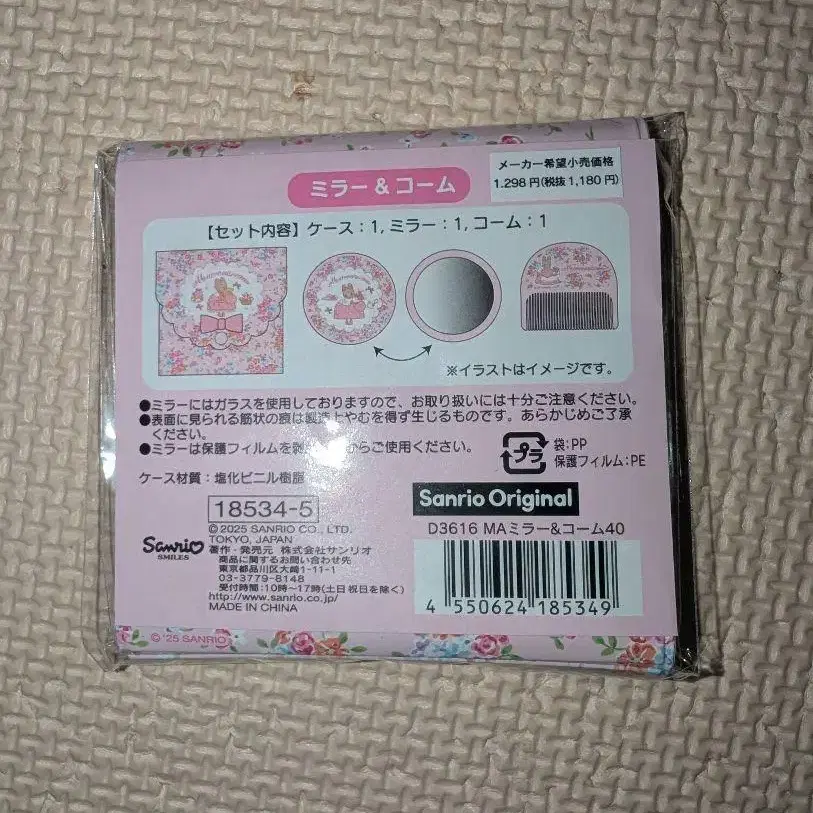 ミラー&コーム
メーカー希望小売価格
1,298円(税抜1,180円)
【セット内容】ケース:1, ミラー:1, コーム:1
※イラストはイメージです。
●ミラーにはガラスを使用しておりますので、お取り扱いには十分ご注意ください。
●表面に見られる筋状の痕は製造上やむを得ず生じるものです。あらかじめご了承
ください。
●ミラーは保護フィルムを剥 からご使用ください。
プラ
袋:PP
保護フィルム:PE
ケース材質:塩化ビニル樹脂
18534-5
Sanrio Original
D3616 MAミラー&コーム40
Sanrio
SMILES
© 2025 SANRIO CO., LTD.
TOKYO, JAPAN
著作・発売元 株式会社サンリオ
商品に関するお問い合わせ先
東京都品川区大崎1-11-1
03-3779-8148
受付時間:10時〜17時(土日祝日を除く)
http://www.sanrio.co.jp/
MADE IN CHINA
4 550624 185349
© '25 SANRIO